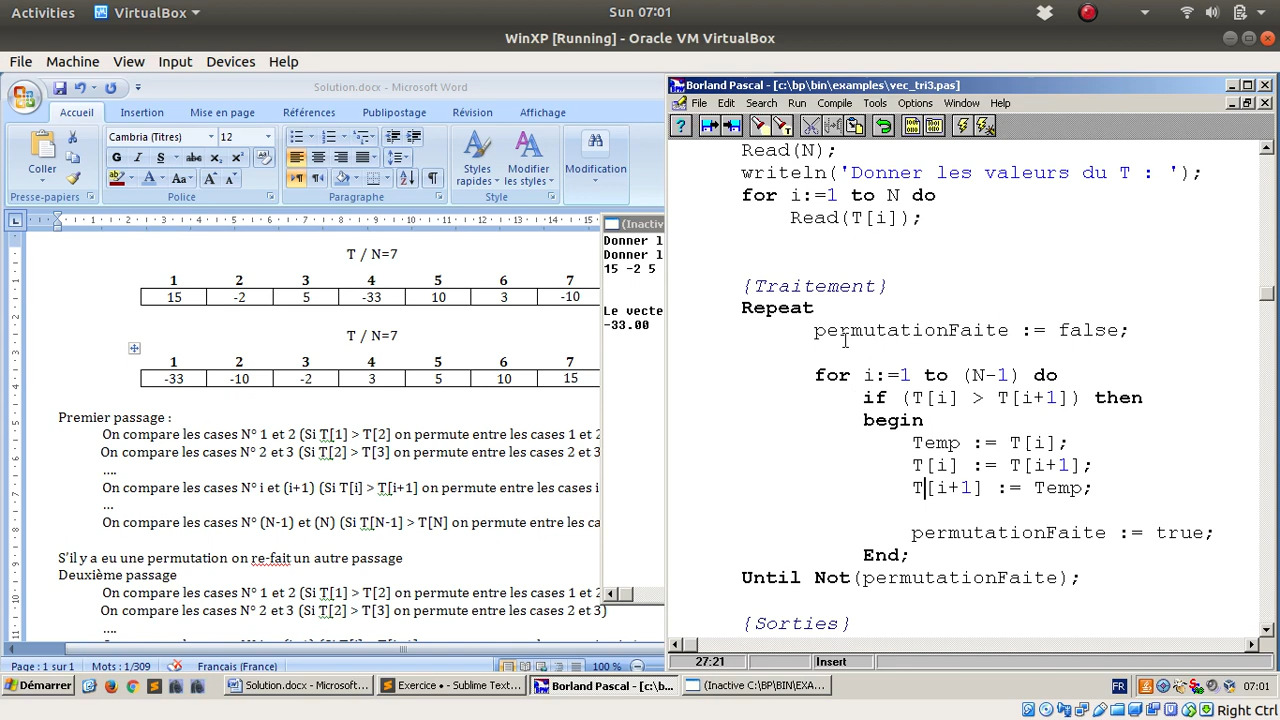 Activities VirtualBox Sun 07:01
WinXP [Running] - Oracle VM VirtualBox
File Machine View Input Devices Help
Solution.docx - Microsoft Word
Accueil Insertion Mise en page Références Publipostage Révision Affichage
Cambria (Titres) 12
Coller
G I S abe x₂ x²
Styles rapides
Modifier les styles
Modification
Presse-papiers Police Paragraphe Style
T / N=7
1 2 3 4 5 6 7
15 -2 5 -33 10 3 -10
T / N=7
1 2 3 4 5 6 7
-33 -10 -2 3 5 10 15
Premier passage :
On compare les cases N° 1 et 2 (Si T[1] > T[2] on permute entre les cases 1 et 2
On compare les cases N° 2 et 3 (Si T[2] > T[3] on permute entre les cases 2 et 3
....
On compare les cases N° i et (i+1) (Si T[i] > T[i+1] on permute entre les cases i
...
On compare les cases N° (N-1) et (N) (Si T[N-1] > T[N] on permute entre les cases
S'il y a eu une permutation on re-fait un autre passage
Deuxième passage
On compare les cases N° 1 et 2 (Si T[1] > T[2] on permute entre les cases 1 et 2
On compare les cases N° 2 et 3 (Si T[2] > T[3] on permute entre les cases 2 et 3)
....
Page : 1 sur 1 Mots : 1/309 Français (France) 100 %
(Inactive
Donner l
Donner l
15 -2 5
Le vecte
-33.00
Borland Pascal - [c:\bp\bin\examples\vec_tri3.pas]
File Edit Search Run Compile Tools Options Window Help
Read(N);
writeln('Donner les valeurs du T : ');
for i:=1 to N do
Read(T[i]);
{Traitement}
Repeat
permutationFaite := false;
for i:=1 to (N-1) do
if (T[i] > T[i+1]) then
begin
Temp := T[i];
T[i] := T[i+1];
T[i+1] := Temp;
permutationFaite := true;
End;
Until Not(permutationFaite);
{Sorties}
27:21 Insert
Démarrer Solution.docx - Microsoft... Exercice • - Sublime Text... Borland Pascal - [c:\b... (Inactive C:\BP\BIN\EXA... FR 07:01
Right Ctrl